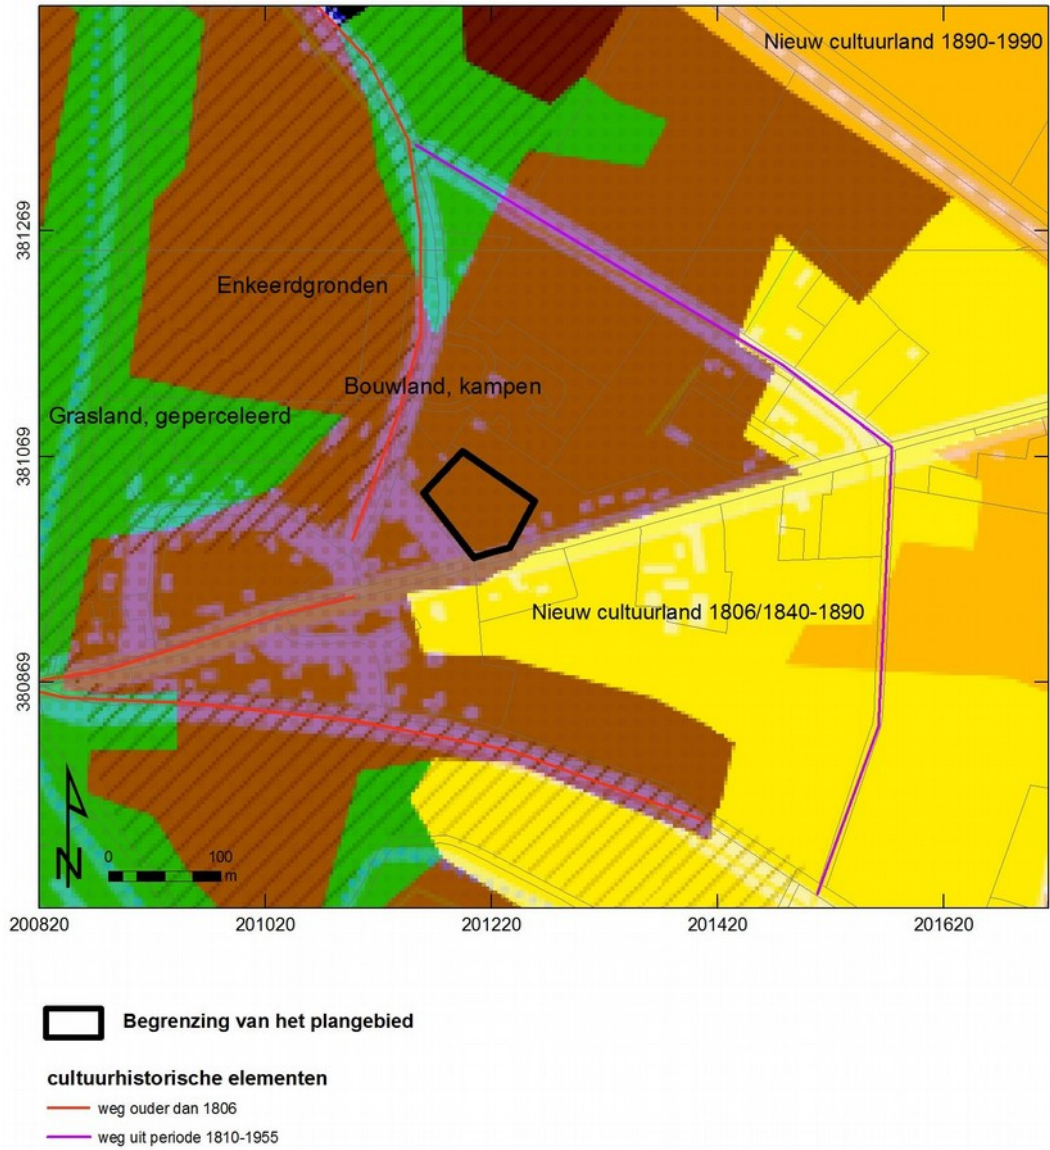 Nieuw cultuurland 1890-1990
381269
Enkeerdgronden
Bouwland, kampen
Grasland, geperceleerd
381069
Nieuw cultuurland 1806/1840-1890
380869
N
0 100
m
200820 201020 201220 201420 201620
Begrenzing van het plangebied
cultuurhistorische elementen
weg ouder dan 1806
weg uit periode 1810-1955